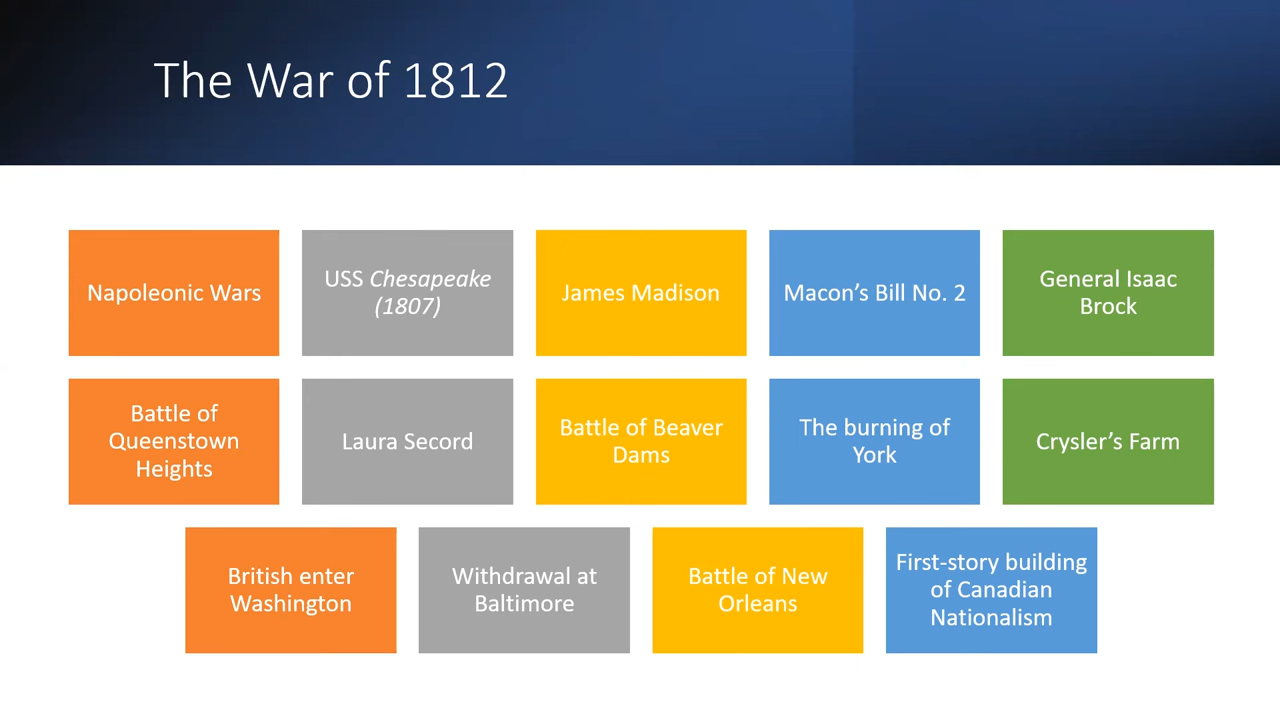 The War of 1812
Napoleonic Wars
USS Chesapeake
(1807)
James Madison
Macon’s Bill No. 2
General Isaac
Brock
Battle of
Queenstown
Heights
Laura Secord
Battle of Beaver
Dams
The burning of
York
Crysler’s Farm
British enter
Washington
Withdrawal at
Baltimore
Battle of New
Orleans
First-story building
of Canadian
Nationalism